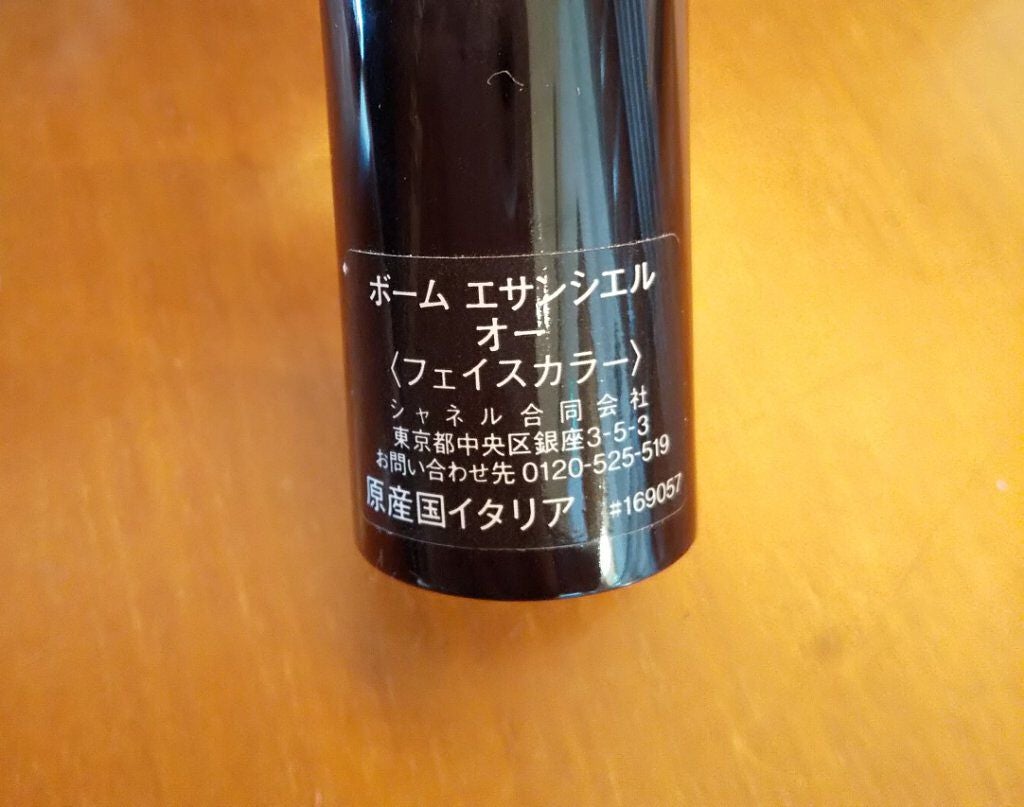 ボーム エサンシエル
オー
〈フェイスカラー〉
シャネル合同会社
東京都中央区銀座3-5-3
お問い合わせ先 0120-525-519
原産国イタリア #169057